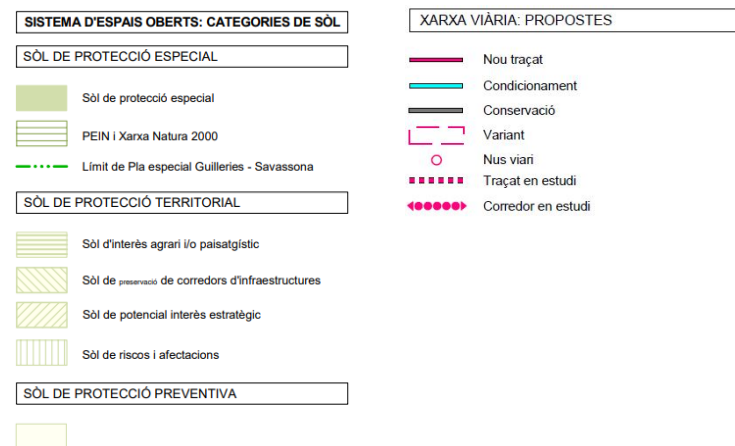 SISTEMA D'ESPAIS OBERTS: CATEGORIES DE SÒL
SÒL DE PROTECCIÓ ESPECIAL
Sòl de protecció especial
PEIN i Xarxa Natura 2000
Límit de Pla especial Guilleries - Savassona
SÒL DE PROTECCIÓ TERRITORIAL
Sòl d'interès agrari i/o paisatgístic
Sòl de preservació de corredors d'infraestructures
Sòl de potencial interès estratègic
Sòl de riscos i afectacions
SÒL DE PROTECCIÓ PREVENTIVA
XARXA VIÀRIA: PROPOSTES
Nou traçat
Condicionament
Conservació
Variant
Nus viari
Traçat en estudi
Corredor en estudi